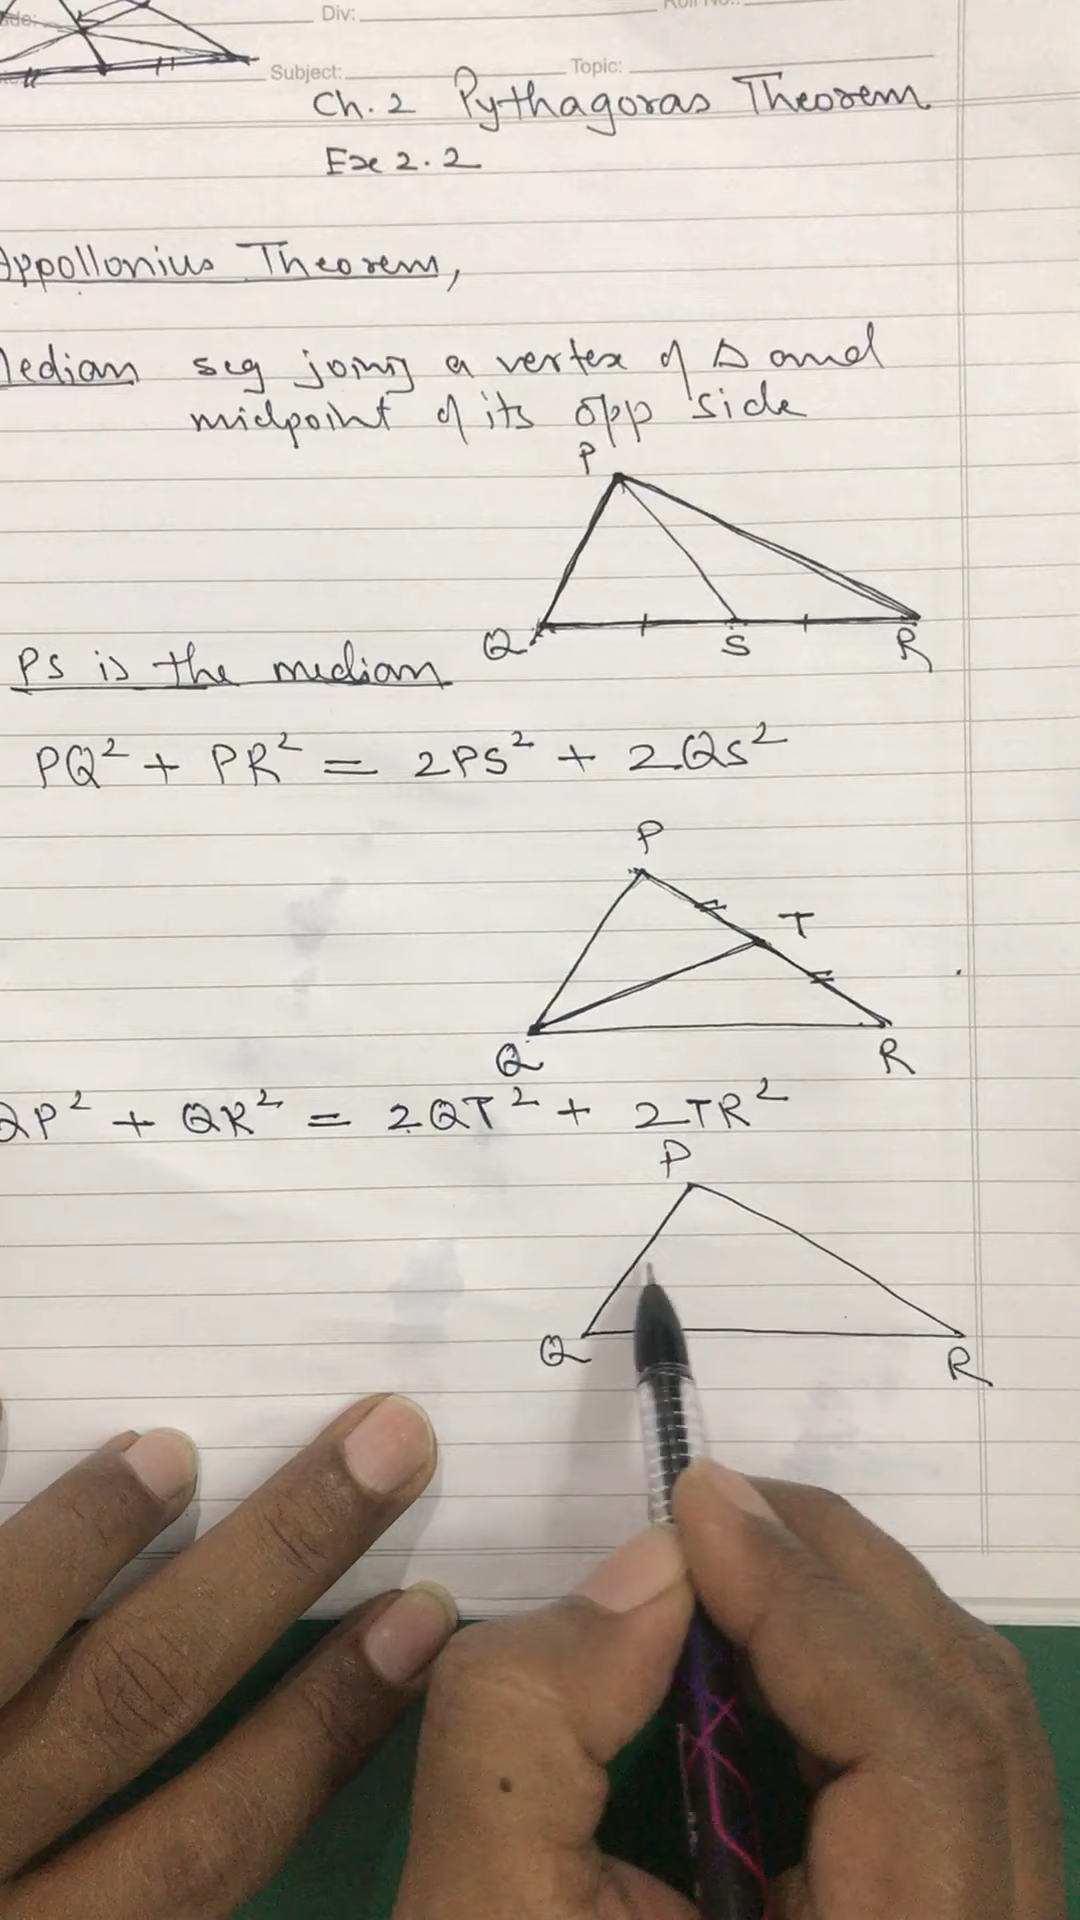 Div:
Subject: Topic:
Ch. 2 Pythagoras Theorem
Exe 2.2
Appollonius Theorem,
Median seg joing a vertex of Δ and
midpoint of its opp side
P
Q S R
PS is the median
PQ² + PR² = 2PS² + 2QS²
P
T
Q R
QP² + QR² = 2QT² + 2TR²
P
Q R